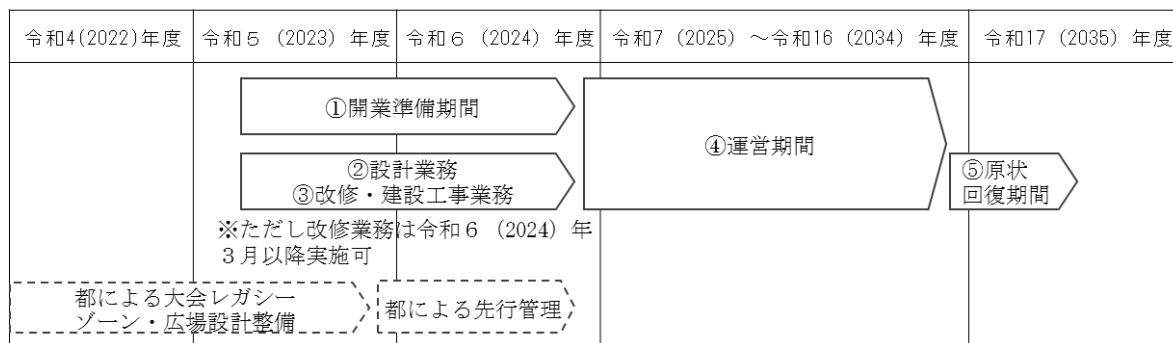 令和4(2022)年度
令和５（2023）年度
令和６（2024）年度
令和7（2025）～令和16（2034）年度
令和17（2035）年度
①開業準備期間
②設計業務
③改修・建設工事業務
※ただし改修業務は令和６（2024）年
３月以降実施可
④運営期間
⑤原状
回復期間
都による大会レガシー
ゾーン・広場設計整備
都による先行管理